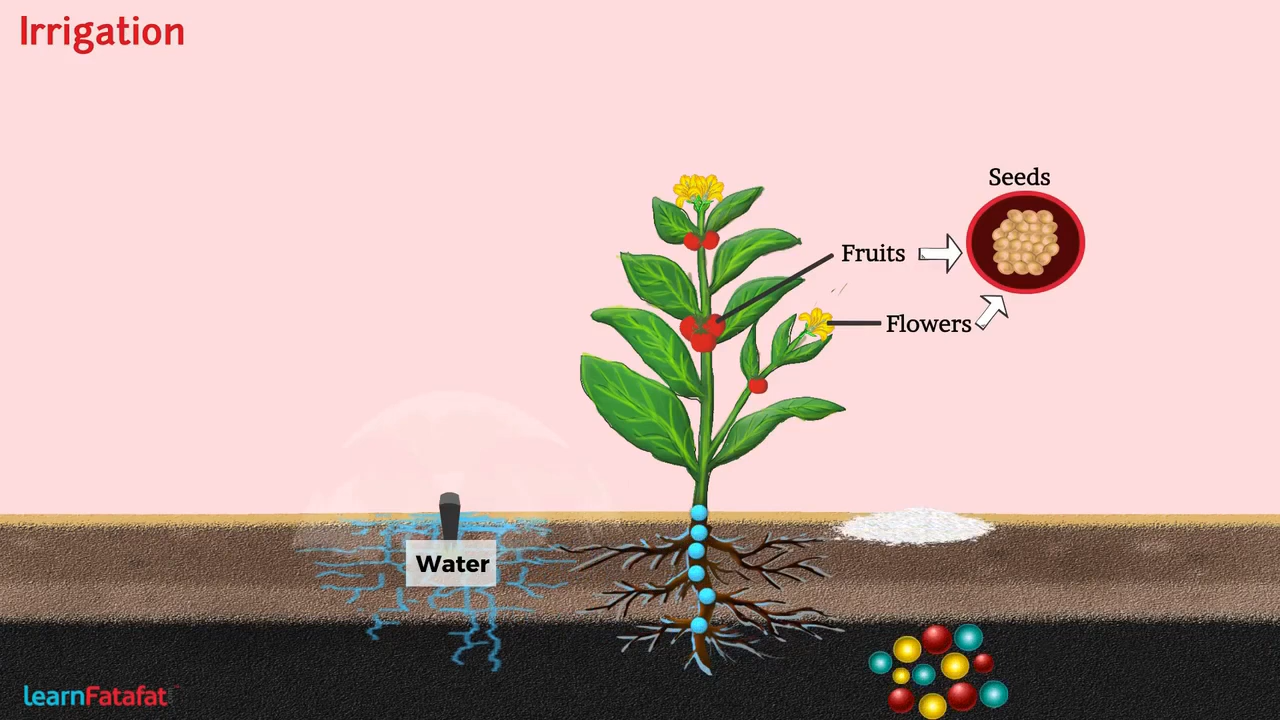 Irrigation
Seeds
Fruits
Flowers
Water
learnFatafat